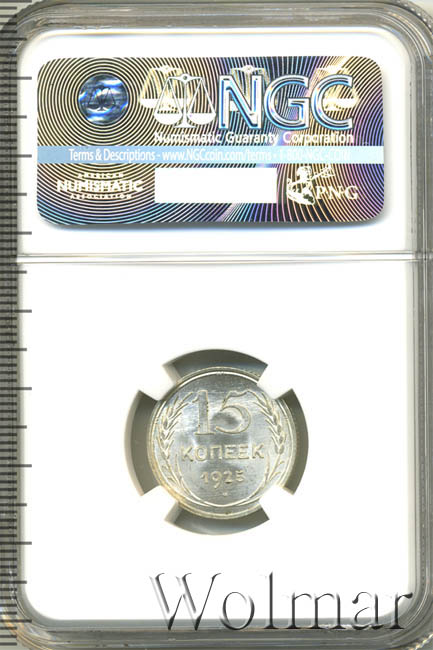 NGC
Numismatic Guaranty Corporation
Terms & Descriptions - www.NGCcoin.com/terms
AMERICAN
NUMISMATIC
ASSOCIATION
PNG
15
КОПЕЕК
1925
Wolmar